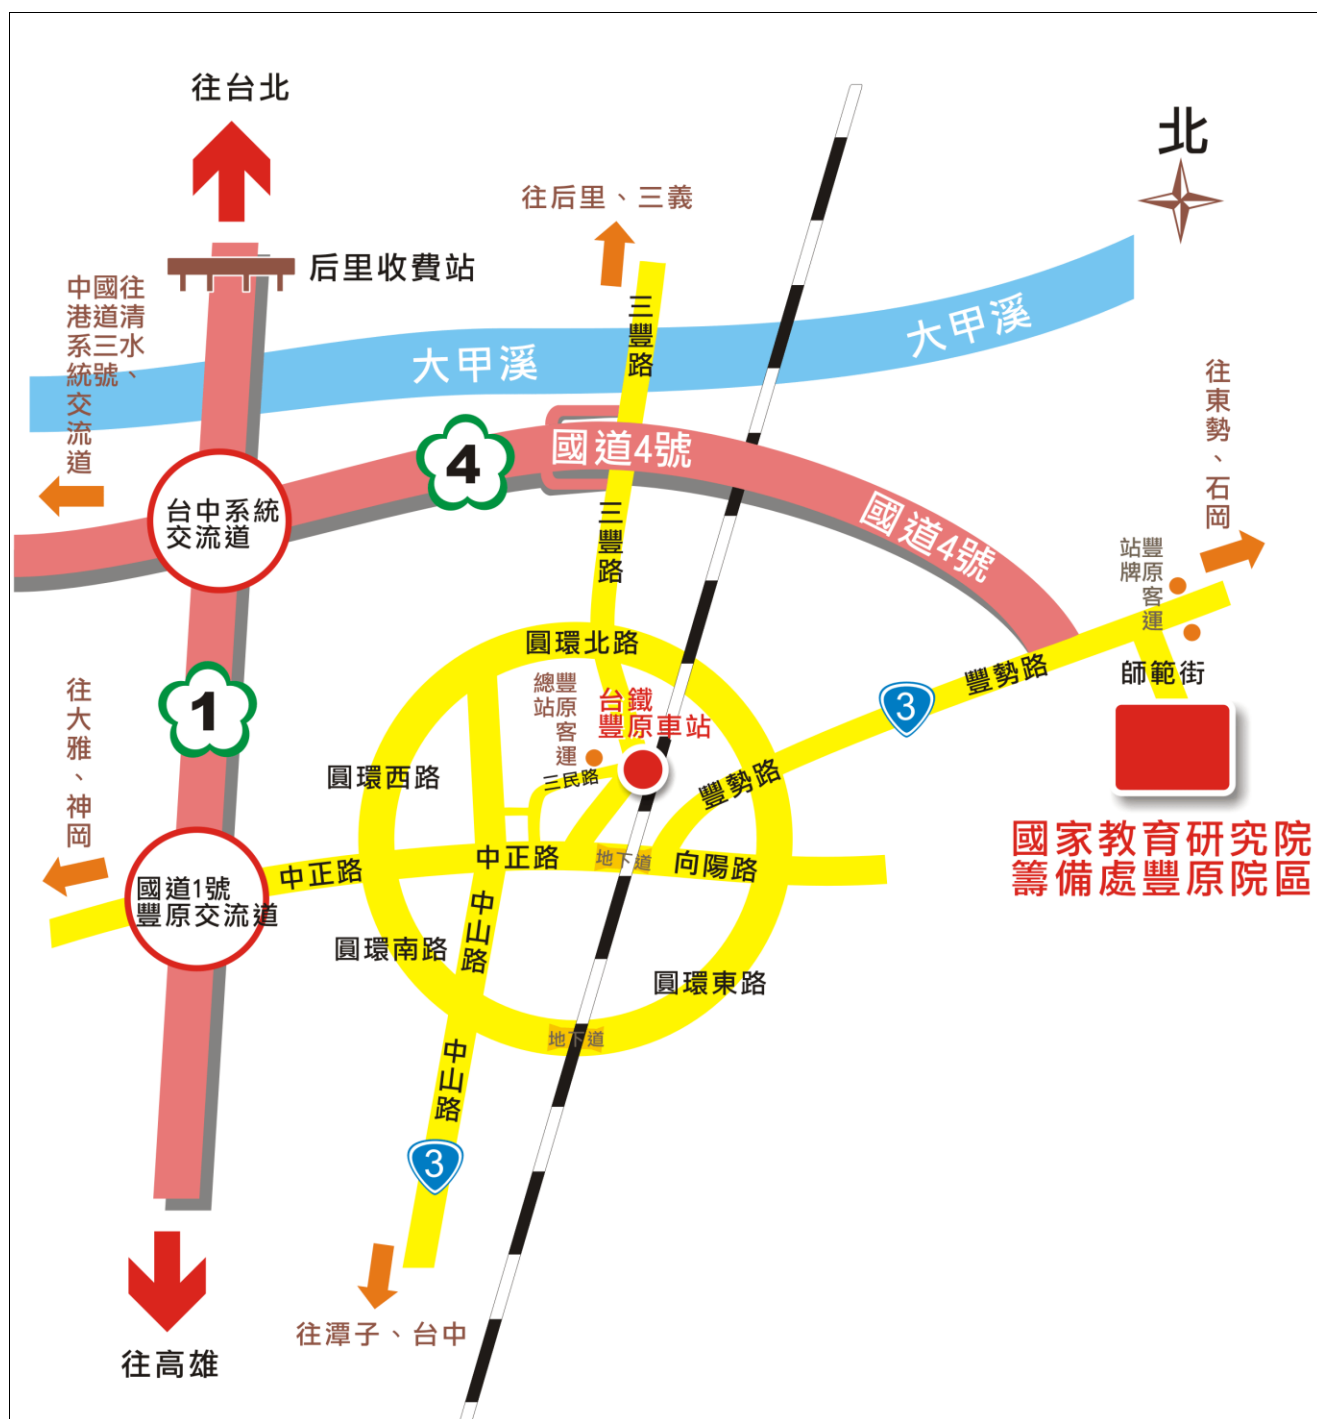 往台北
北
往后里、三義
后里收費站
往清水、
國道三號
中港系統交流道
三豐路
大甲溪
大甲溪
往東勢、石岡
4
國道4號
國道4號
台中系統
交流道
三豐路
豐原客運
站牌
圓環北路
豐勢路
師範街
1
往大雅、神岡
豐原客運
總站
台鐵
豐原車站
3
圓環西路
三民路
豐勢路
國家教育研究院
籌備處豐原院區
中正路
中正路
地下道
向陽路
國道1號
豐原交流道
中山路
圓環南路
圓環東路
地下道
中山路
3
往潭子、台中
往高雄